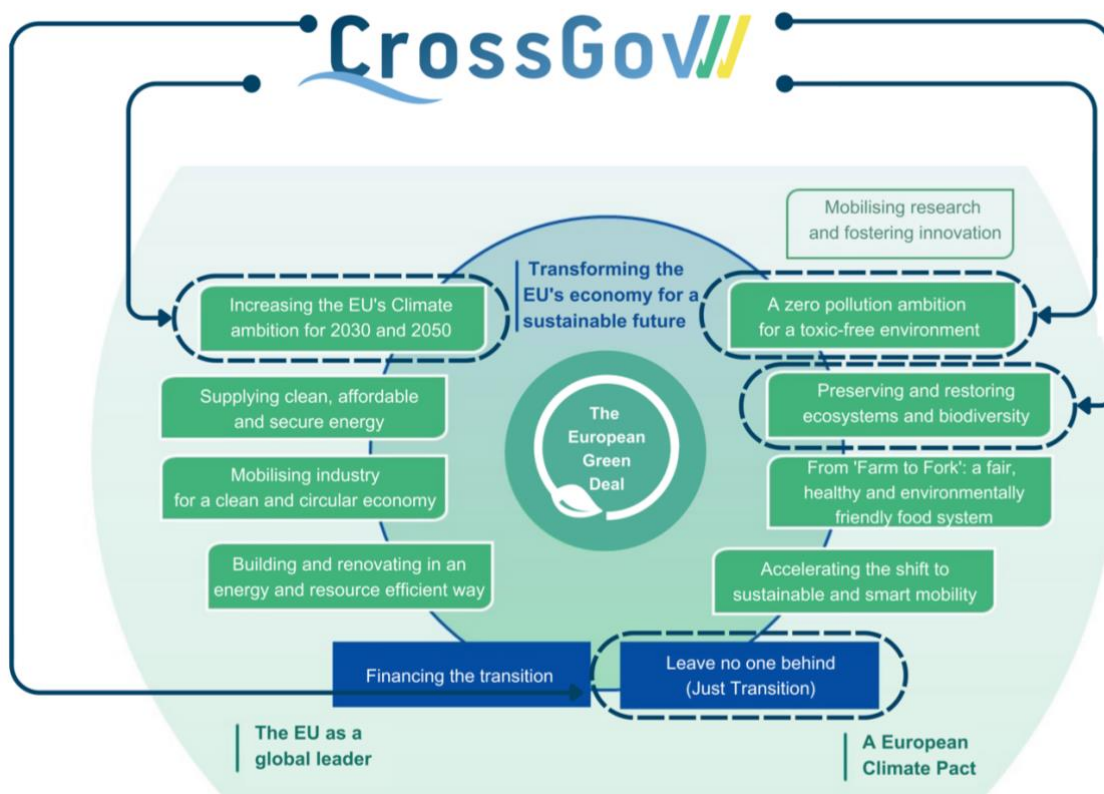 CrossGov
Mobilising research
and fostering innovation
Transforming the
EU's economy for a
sustainable future
Increasing the EU's Climate
ambition for 2030 and 2050
A zero pollution ambition
for a toxic-free environment
Supplying clean, affordable
and secure energy
Preserving and restoring
ecosystems and biodiversity
The
European
Green
Deal
Mobilising industry
for a clean and circular economy
From 'Farm to Fork': a fair,
healthy and environmentally
friendly food system
Building and renovating in an
energy and resource efficient way
Accelerating the shift to
sustainable and smart mobility
Financing the transition
Leave no one behind
(Just Transition)
The EU as a
global leader
A European
Climate Pact